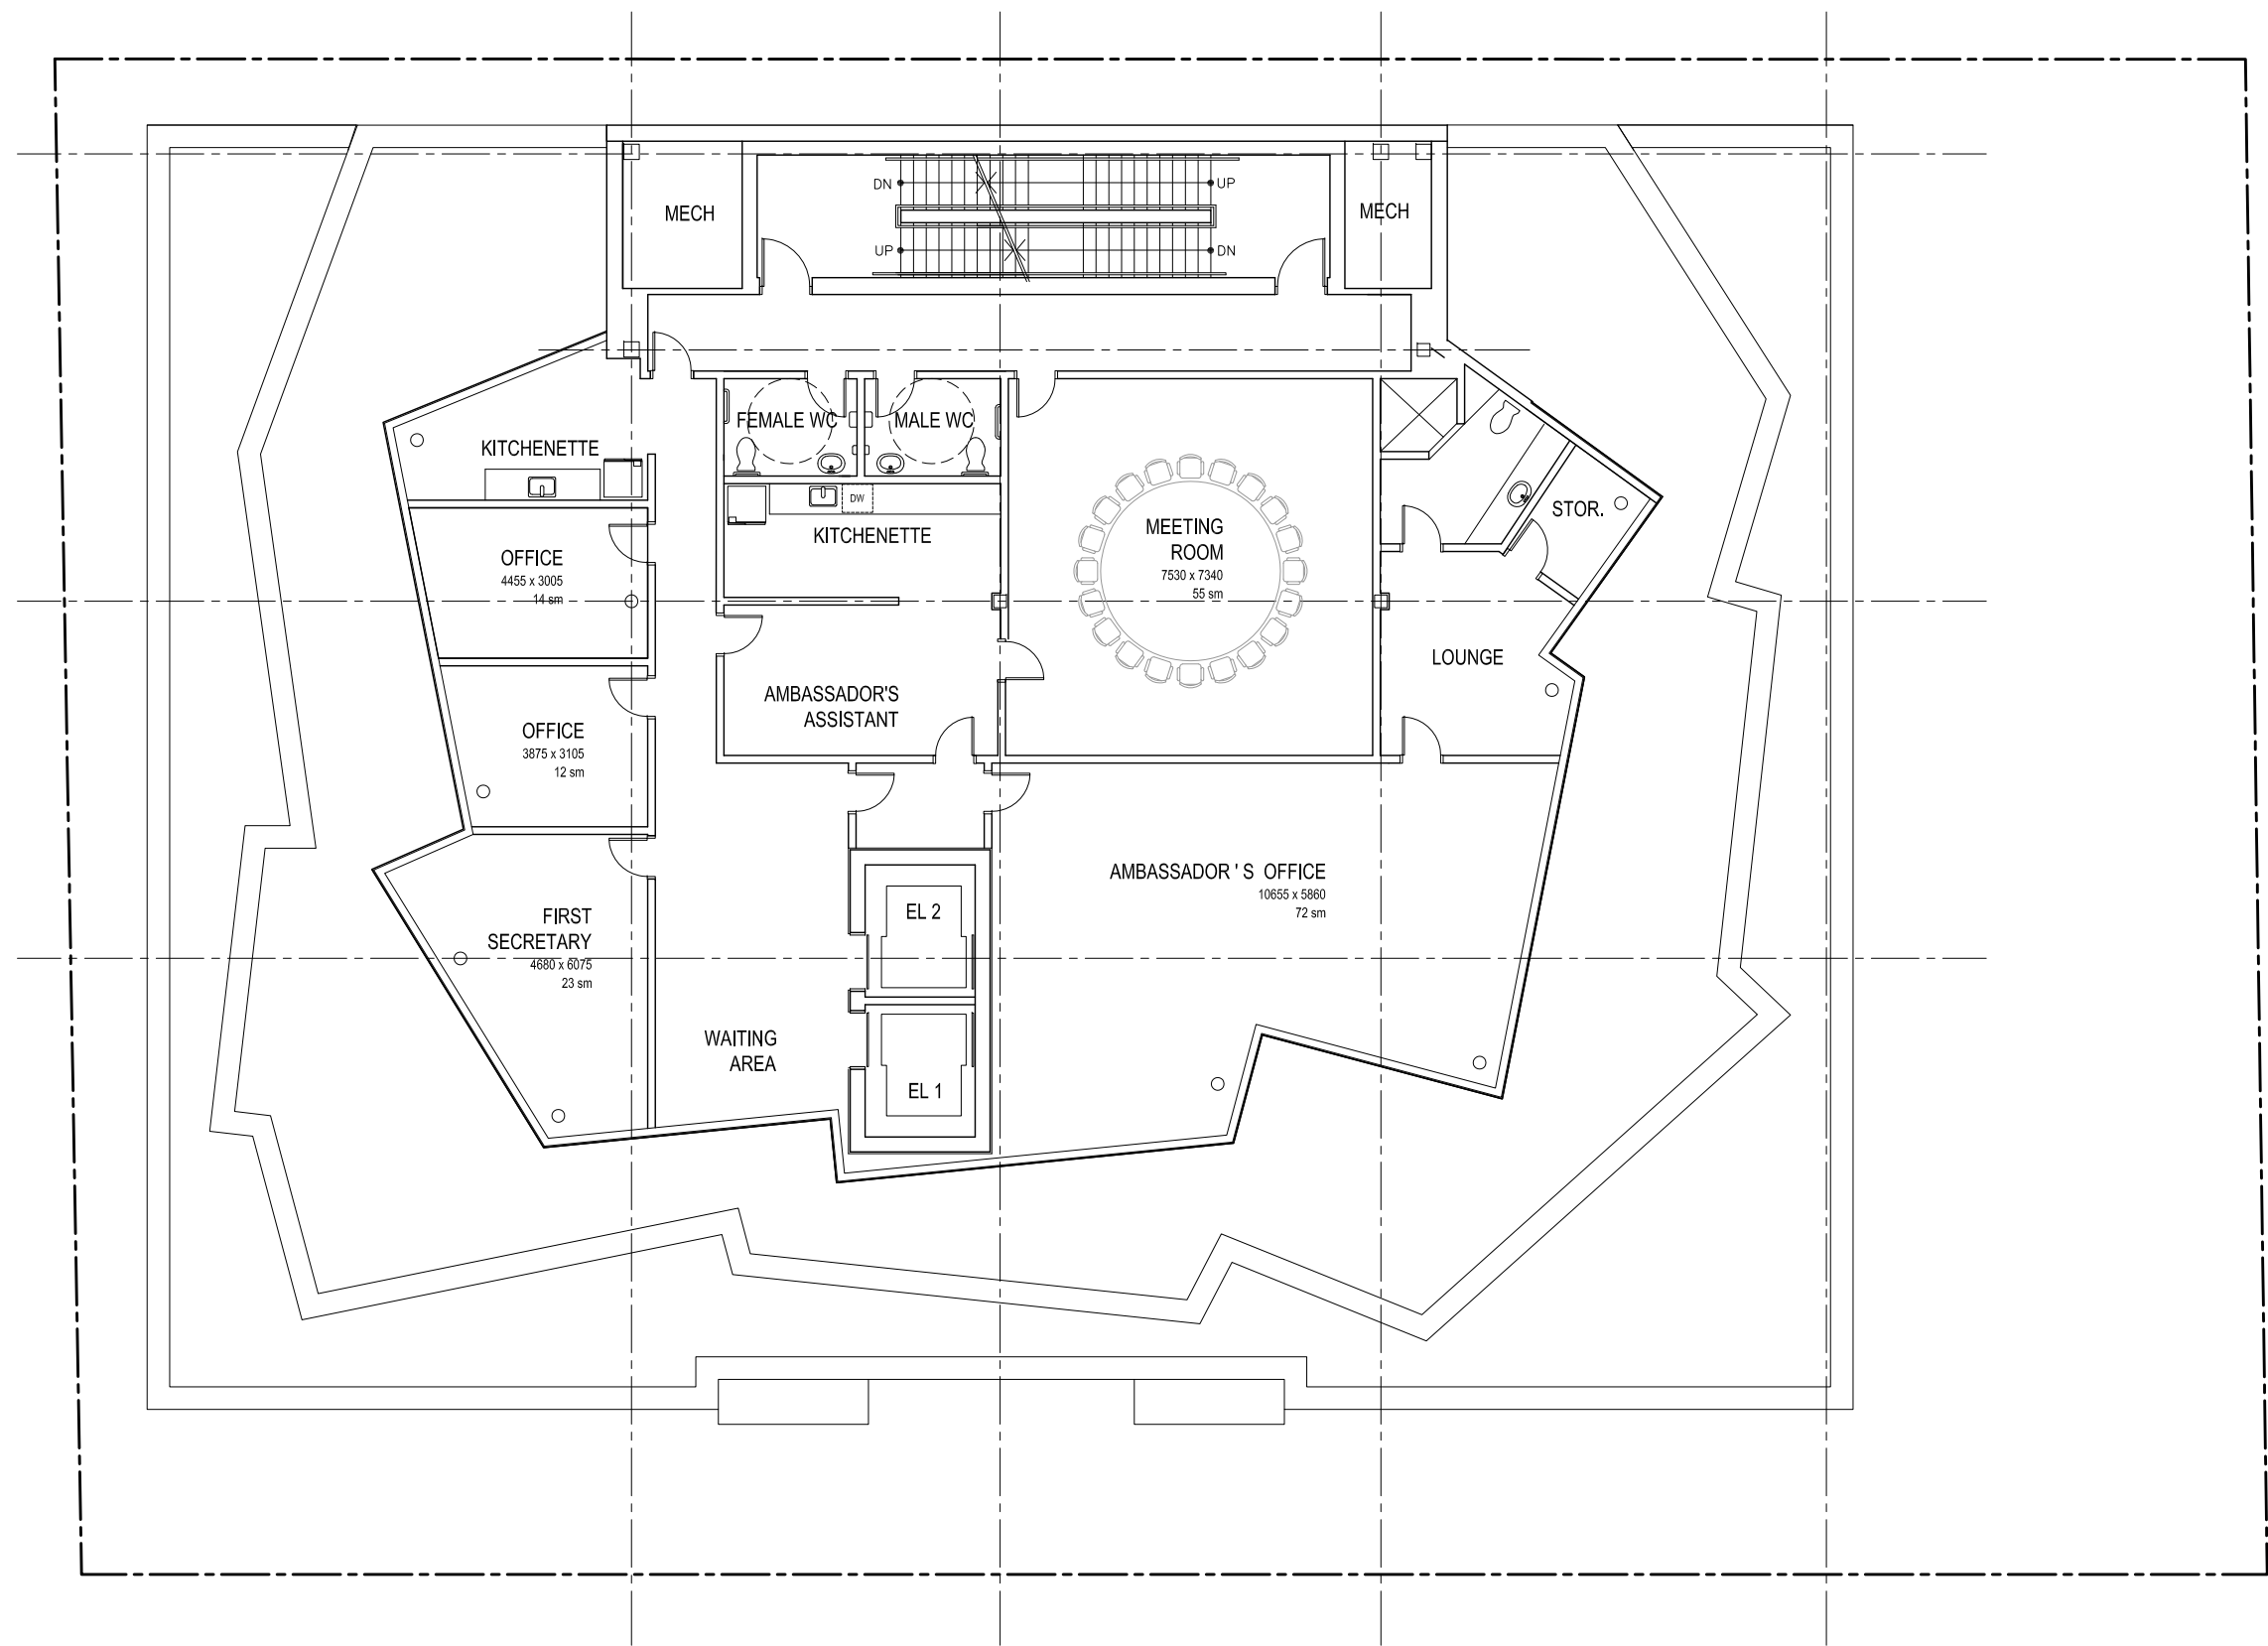 DN
UP
MECH
MECH
UP
DN
FEMALE WC
MALE WC
KITCHENETTE
DW
KITCHENETTE
MEETING
ROOM
7530 x 7340
55 sm
STOR.
OFFICE
4455 x 3005
14 sm
LOUNGE
AMBASSADOR'S
ASSISTANT
OFFICE
3875 x 3105
12 sm
AMBASSADOR ' S OFFICE
10655 x 5860
72 sm
FIRST
SECRETARY
4680 x 6075
23 sm
EL 2
WAITING
AREA
EL 1